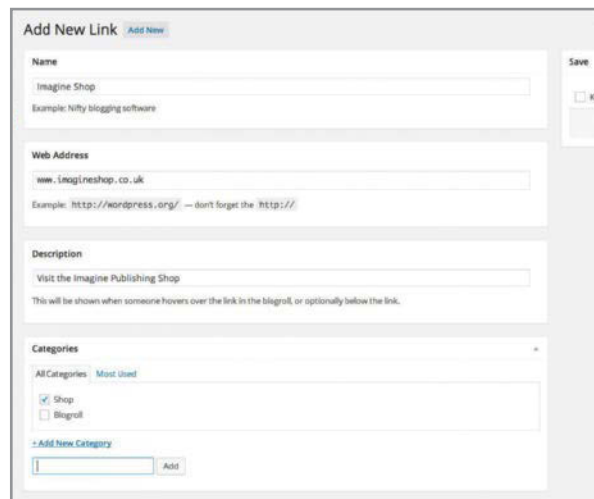 Add New Link Add New
Name
Imagine Shop
Example: Nifty blogging software
Save
K
Web Address
www.imagineshop.co.uk
Example: http://wordpress.org/ — don't forget the http://
Description
Visit the Imagine Publishing Shop
This will be shown when someone hovers over the link in the blogroll, or optionally below the link.
Categories
All Categories Most Used
Shop
Blogroll
+ Add New Category
Add